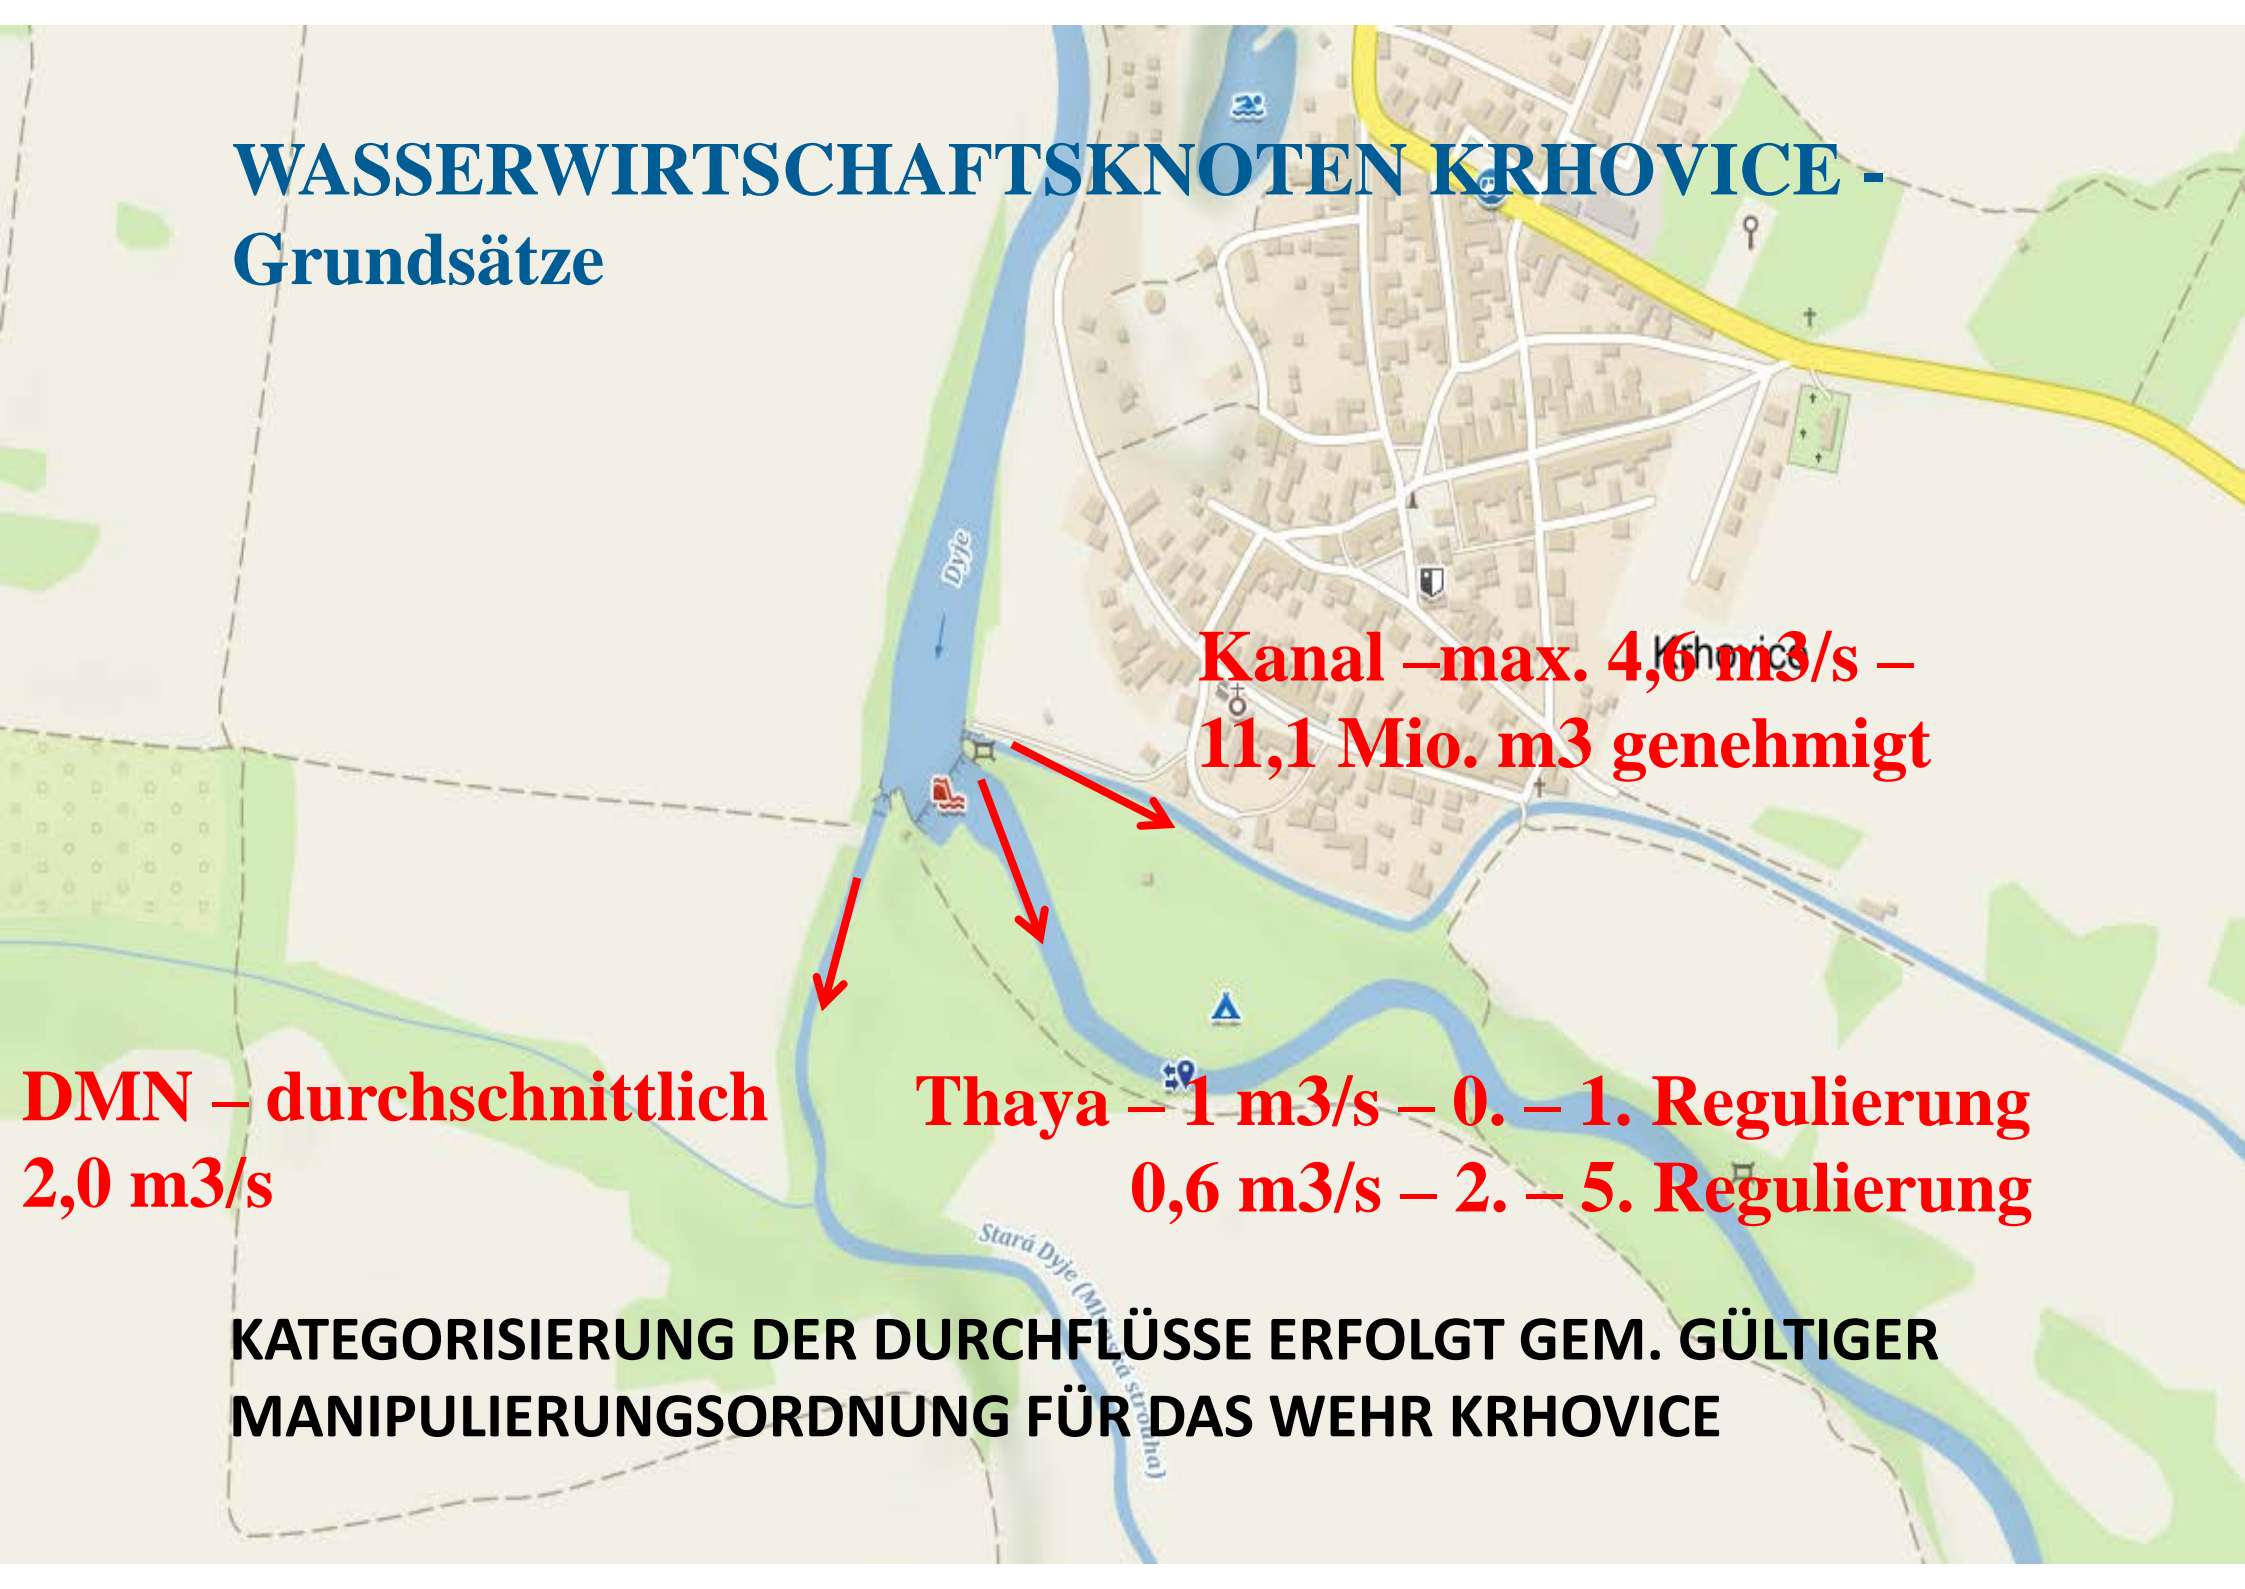 WASSERWIRTSCHAFTSKNOTEN KRHOVICE -
Grundsätze
Dyje
Kanal –max. 4,6 m3/s –
Krhovice
11,1 Mio. m3 genehmigt
DMN – durchschnittlich
2,0 m3/s
Thaya – 1 m3/s – 0. – 1. Regulierung
0,6 m3/s – 2. – 5. Regulierung
Stará Dyje (Mlýnská strouha)
KATEGORISIERUNG DER DURCHFLÜSSE ERFOLGT GEM. GÜLTIGER
MANIPULIERUNGSORDNUNG FÜR DAS WEHR KRHOVICE